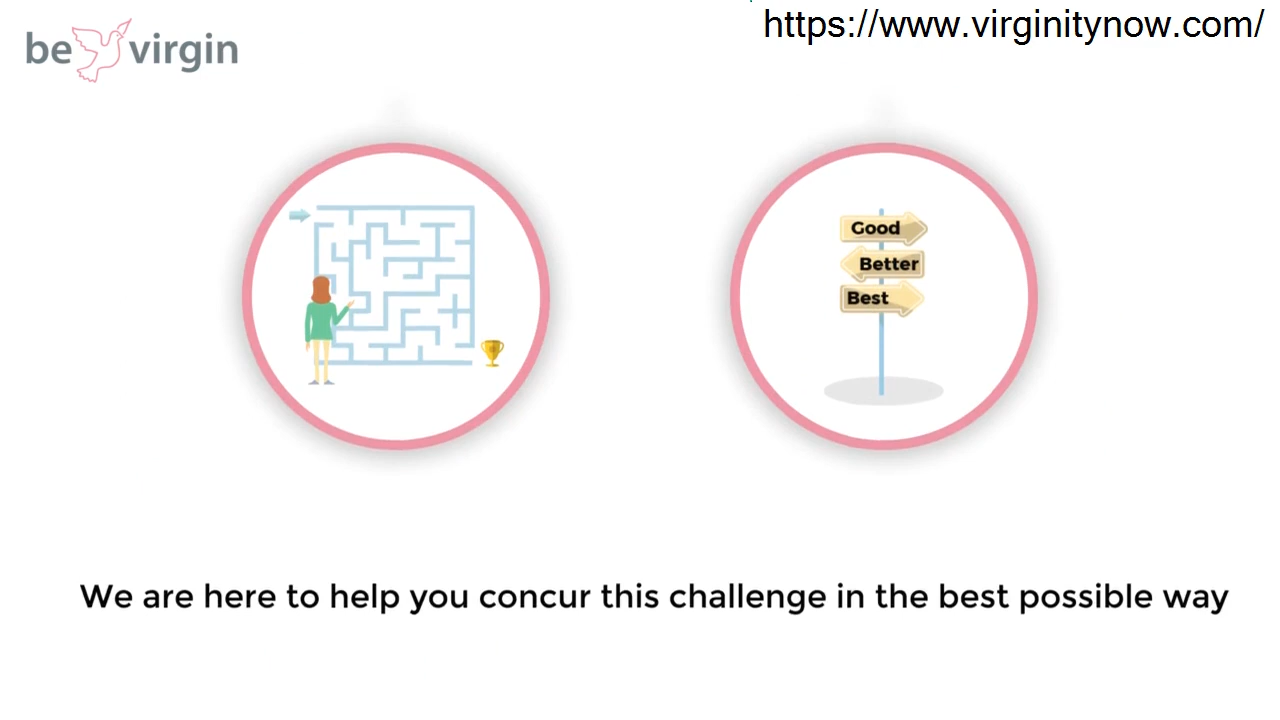 be virgin
https://www.virginitynow.com/
Good
Better
Best
We are here to help you concur this challenge in the best possible way